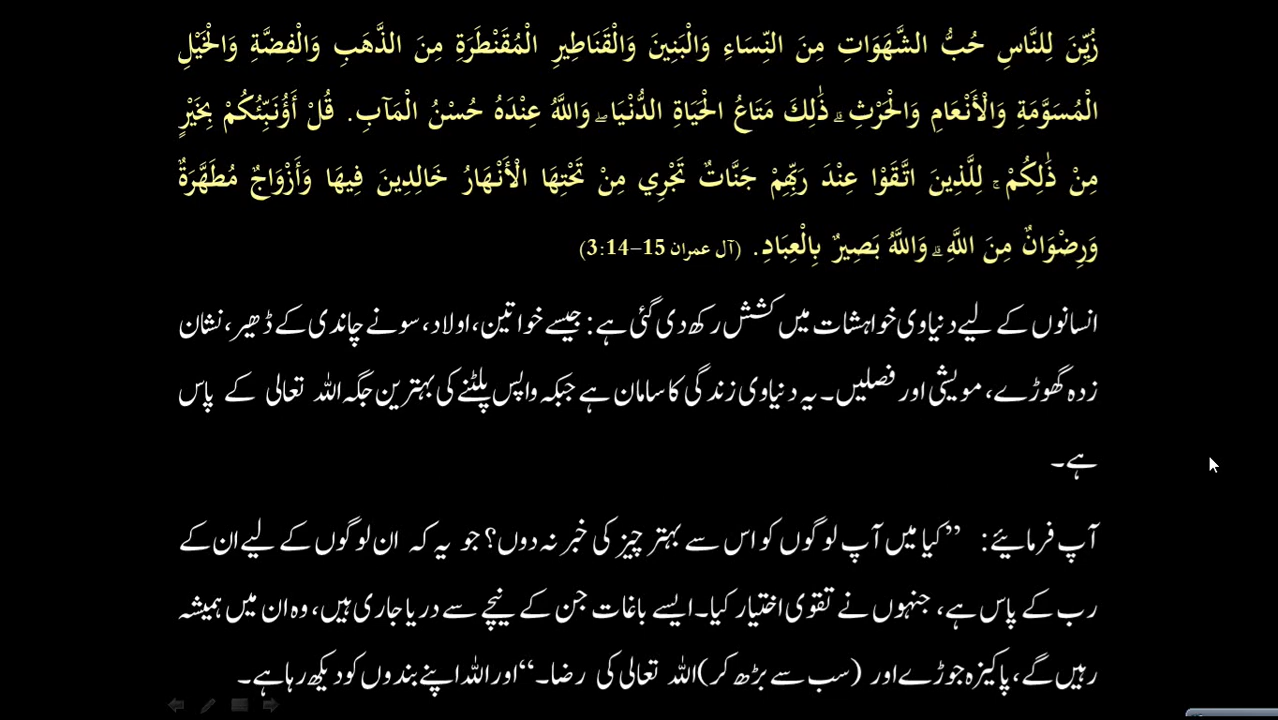 زُيِّنَ لِلنَّاسِ حُبُّ الشَّهَوَاتِ مِنَ النِّسَاءِ وَالْبَنِينَ وَالْقَنَاطِيرِ الْمُقَنْطَرَةِ مِنَ الذَّهَبِ وَالْفِضَّةِ وَالْخَيْلِ
الْمُسَوَّمَةِ وَالْأَنْعَامِ وَالْحَرْثِ ۗ ذَٰلِكَ مَتَاعُ الْحَيَاةِ الدُّنْيَا ۖ وَاللَّهُ عِنْدَهُ حُسْنُ الْمَآبِ. قُلْ أَؤُنَبِّئُكُمْ بِخَيْرٍ
مِنْ ذَٰلِكُمْ ۚ لِلَّذِينَ اتَّقَوْا عِنْدَ رَبِّهِمْ جَنَّاتٌ تَجْرِي مِنْ تَحْتِهَا الْأَنْهَارُ خَالِدِينَ فِيهَا وَأَزْوَاجٌ مُطَهَّرَةٌ
وَرِضْوَانٌ مِنَ اللَّهِ ۗ وَاللَّهُ بَصِيرٌ بِالْعِبَادِ. (آل عمران 15–3:14)
انسانوں کے لیے دنیاوی خواہشات میں کشش رکھ دی گئی ہے: جیسے خواتین، اولاد، سونے چاندی کے ڈھیر، نشان
زدہ گھوڑے، مویشی اور فصلیں۔ یہ دنیاوی زندگی کا سامان ہے جبکہ واپس پلٹنے کی بہترین جگہ اللہ تعالی کے پاس
ہے۔
آپ فرمایئے: ”کیا میں آپ لوگوں کو اس سے بہتر چیز کی خبر نہ دوں؟ جو یہ کہ ان لوگوں کے لیے ان کے
رب کے پاس ہے، جنہوں نے تقوی اختیار کیا۔ ایسے باغات جن کے نیچے سے دریا جاری ہیں، وہ ان میں ہمیشہ
رہیں گے، پاکیزہ جوڑے اور (سب سے بڑھ کر) اللہ تعالی کی رضا۔“ اور اللہ اپنے بندوں کو دیکھ رہا ہے۔